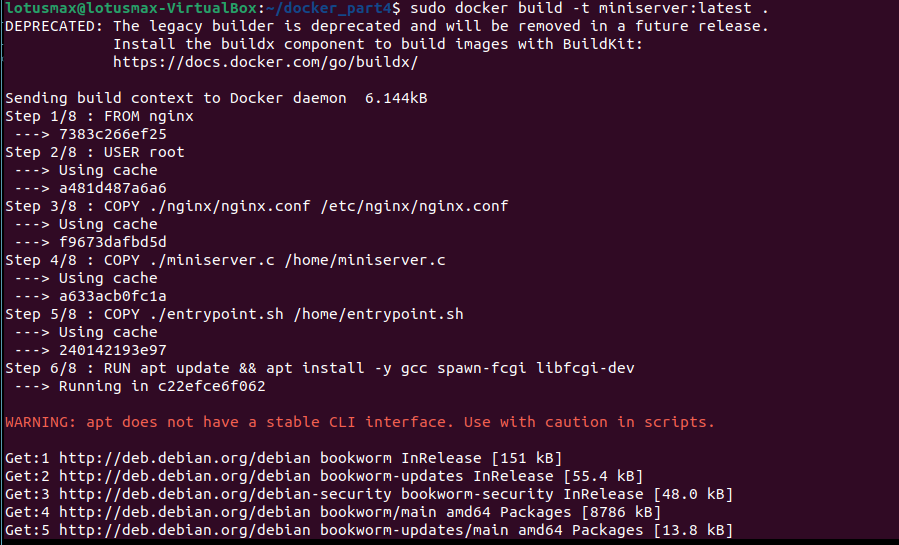 lotusmax@lotusmax-VirtualBox:~/docker_part4$ sudo docker build -t miniserver:latest .
DEPRECATED: The legacy builder is deprecated and will be removed in a future release.
            Install the buildx component to build images with BuildKit:
            https://docs.docker.com/go/buildx/

Sending build context to Docker daemon  6.144kB
Step 1/8 : FROM nginx
 ---> 7383c266ef25
Step 2/8 : USER root
 ---> Using cache
 ---> a481d487a6a6
Step 3/8 : COPY ./nginx/nginx.conf /etc/nginx/nginx.conf
 ---> Using cache
 ---> f9673dafbd5d
Step 4/8 : COPY ./miniserver.c /home/miniserver.c
 ---> Using cache
 ---> a633acb0fc1a
Step 5/8 : COPY ./entrypoint.sh /home/entrypoint.sh
 ---> Using cache
 ---> 240142193e97
Step 6/8 : RUN apt update && apt install -y gcc spawn-fcgi libfcgi-dev
 ---> Running in c22efce6f062

WARNING: apt does not have a stable CLI interface. Use with caution in scripts.

Get:1 http://deb.debian.org/debian bookworm InRelease [151 kB]
Get:2 http://deb.debian.org/debian bookworm-updates InRelease [55.4 kB]
Get:3 http://deb.debian.org/debian-security bookworm-security InRelease [48.0 kB]
Get:4 http://deb.debian.org/debian bookworm/main amd64 Packages [8786 kB]
Get:5 http://deb.debian.org/debian bookworm-updates/main amd64 Packages [13.8 kB]